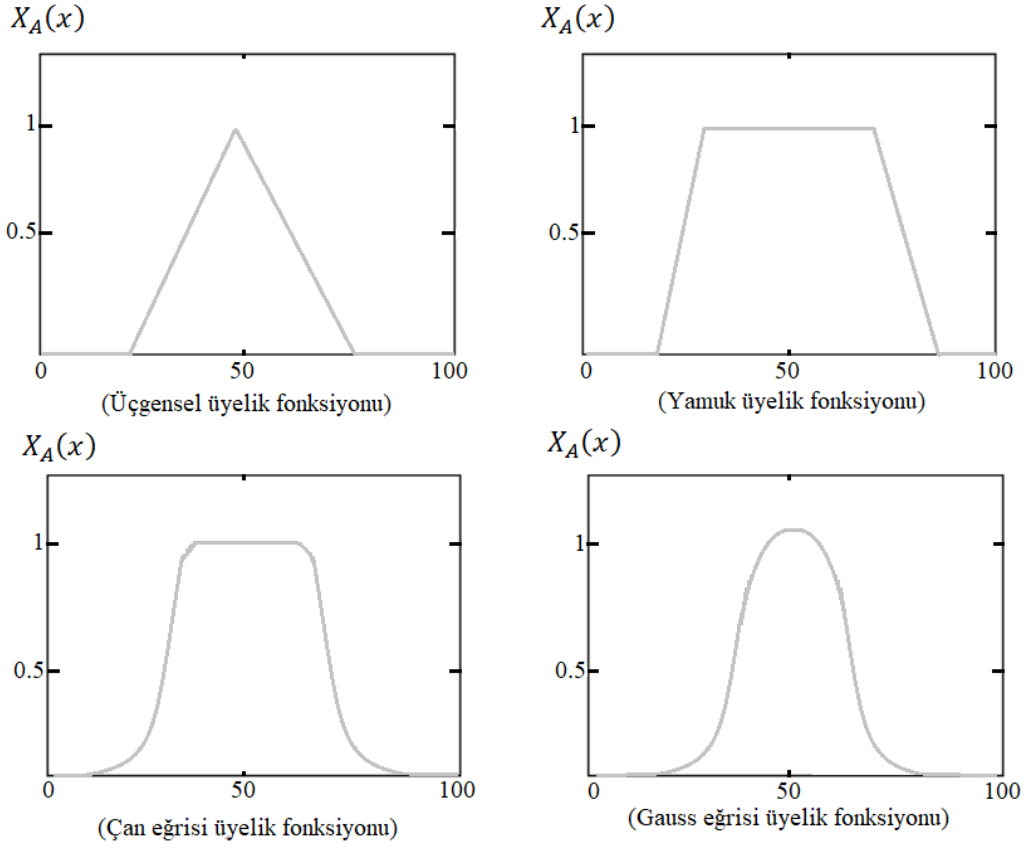 X_A(x)
1
0.5
0 50 100
(Üçgensel üyelik fonksiyonu)
X_A(x)
1
0.5
0 50 100
(Yamuk üyelik fonksiyonu)
X_A(x)
1
0.5
0 50 100
(Çan eğrisi üyelik fonksiyonu)
X_A(x)
1
0.5
0 50 100
(Gauss eğrisi üyelik fonksiyonu)